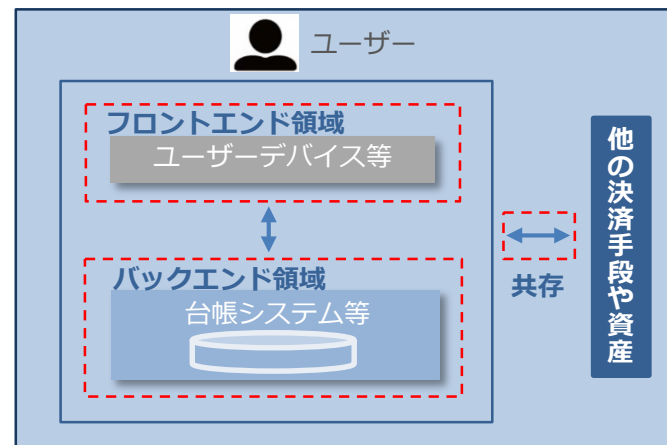 ユーザー
フロントエンド領域
ユーザーデバイス等
バックエンド領域
台帳システム等
共存
他の決済手段や資産